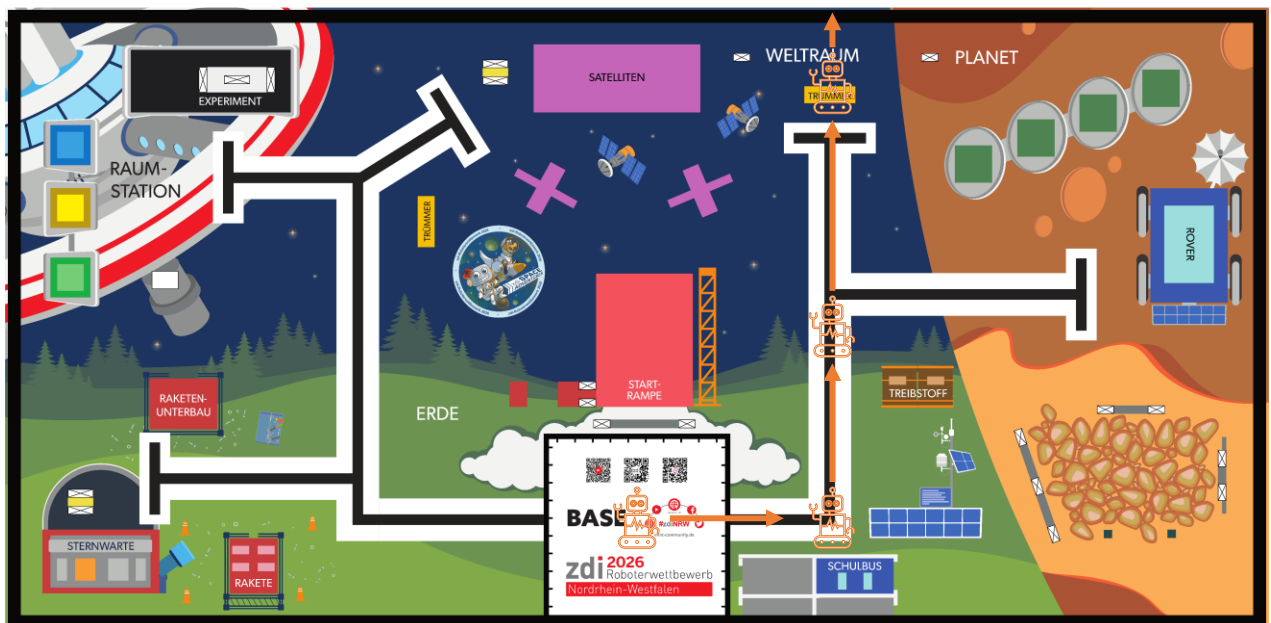 WELTRAUM
PLANET
SATELLITEN
TRÜMMER
EXPERIMENT
RAUM-
STATION
TRÜMMER
ROVER
START-
RAMPE
TREIBSTOFF
RAKETEN-
UNTERBAU
ERDE
BASE
#zdiNRW
STERNWARTE
RAKETE
zdi 2026
Roboterwettbewerb
Nordrhein-Westfalen
SCHULBUS